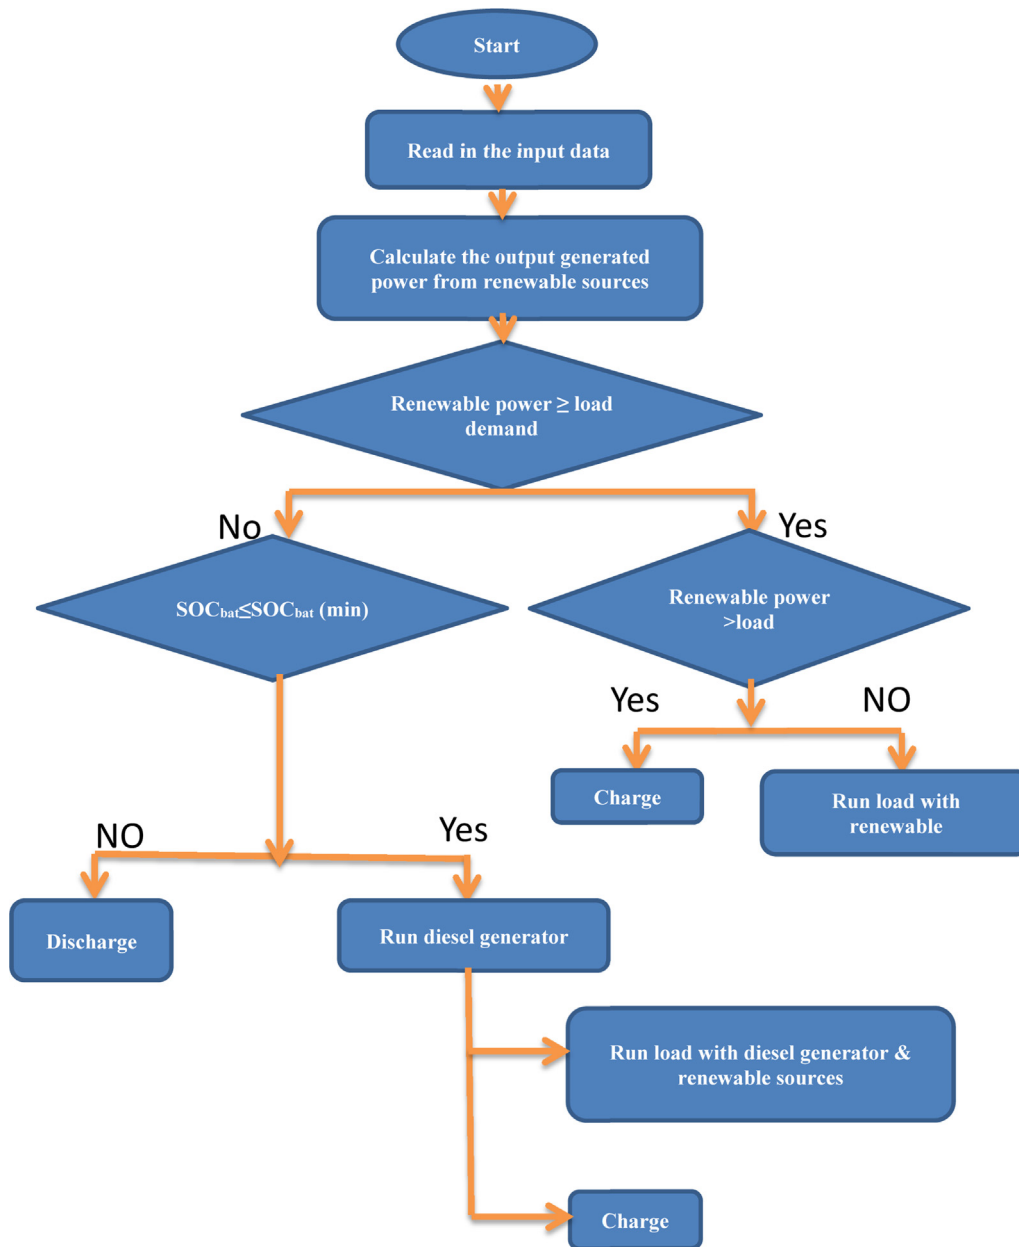 Start
Read in the input data
Calculate the output generated
power from renewable sources
Renewable power ≥ load
demand
No
Yes
SOCbat≤SOCbat (min)
Renewable power
>load
Yes
NO
Charge
Run load with
renewable
NO
Yes
Discharge
Run diesel generator
Run load with diesel generator &
renewable sources
Charge